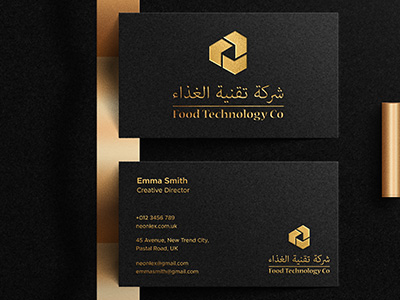 شركة تقنية الغذاء
Food Technology Co
Emma Smith
Creative Director
+012 3456 789
neonlex.com.uk
45 Avenue, New Trend City,
Postal Road, UK
neonlex@gmail.com
emmasmith@gmail.com
شركة تقنية الغذاء
Food Technology Co